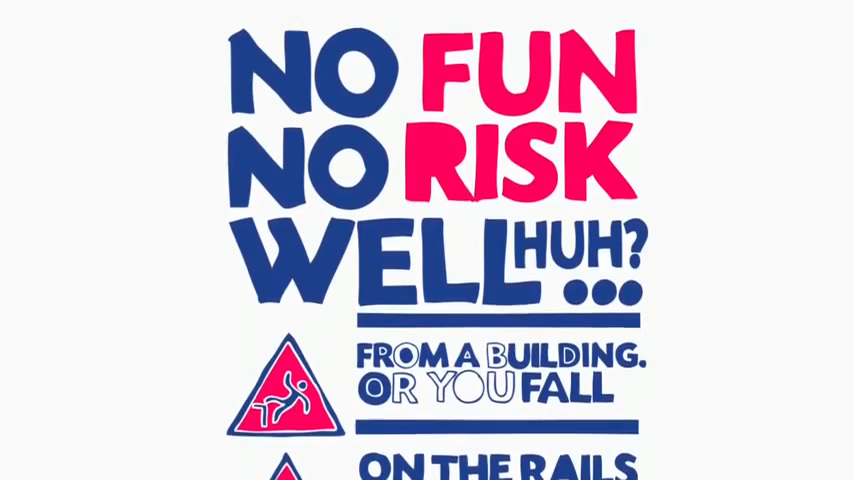 NO FUN
NO RISK
WELL HUH?
...
FROM A BUILDING.
OR YOU FALL
ON THE RAILS